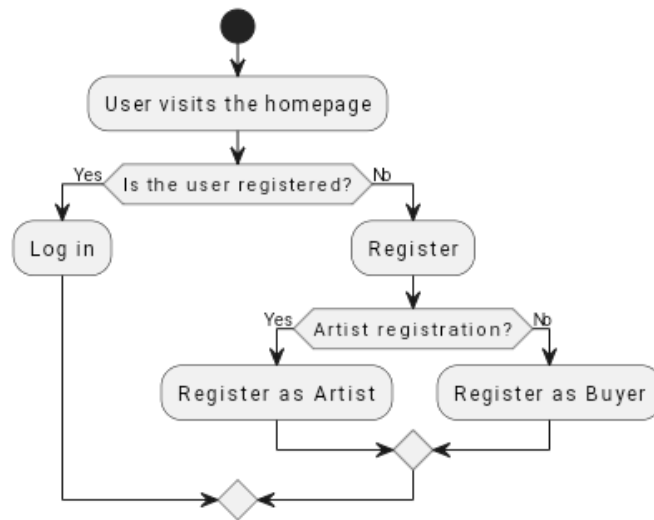 User visits the homepage
Yes
Is the user registered?
No
Log in
Register
Yes
Artist registration?
No
Register as Artist
Register as Buyer